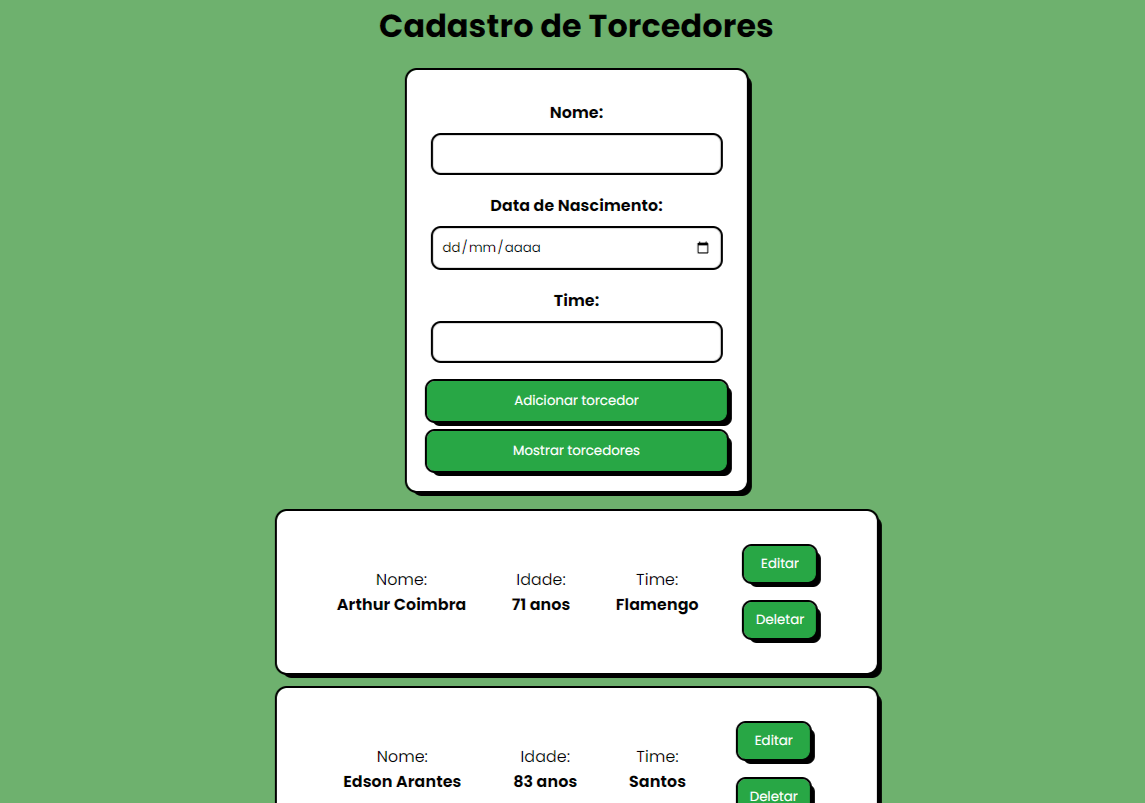 Cadastro de Torcedores
Nome:
Data de Nascimento:
dd/mm/aaaa
Time:
Adicionar torcedor
Mostrar torcedores
Nome: Idade: Time:
Arthur Coimbra 71 anos Flamengo
Editar
Deletar
Nome: Idade: Time:
Edson Arantes 83 anos Santos
Editar
Deletar